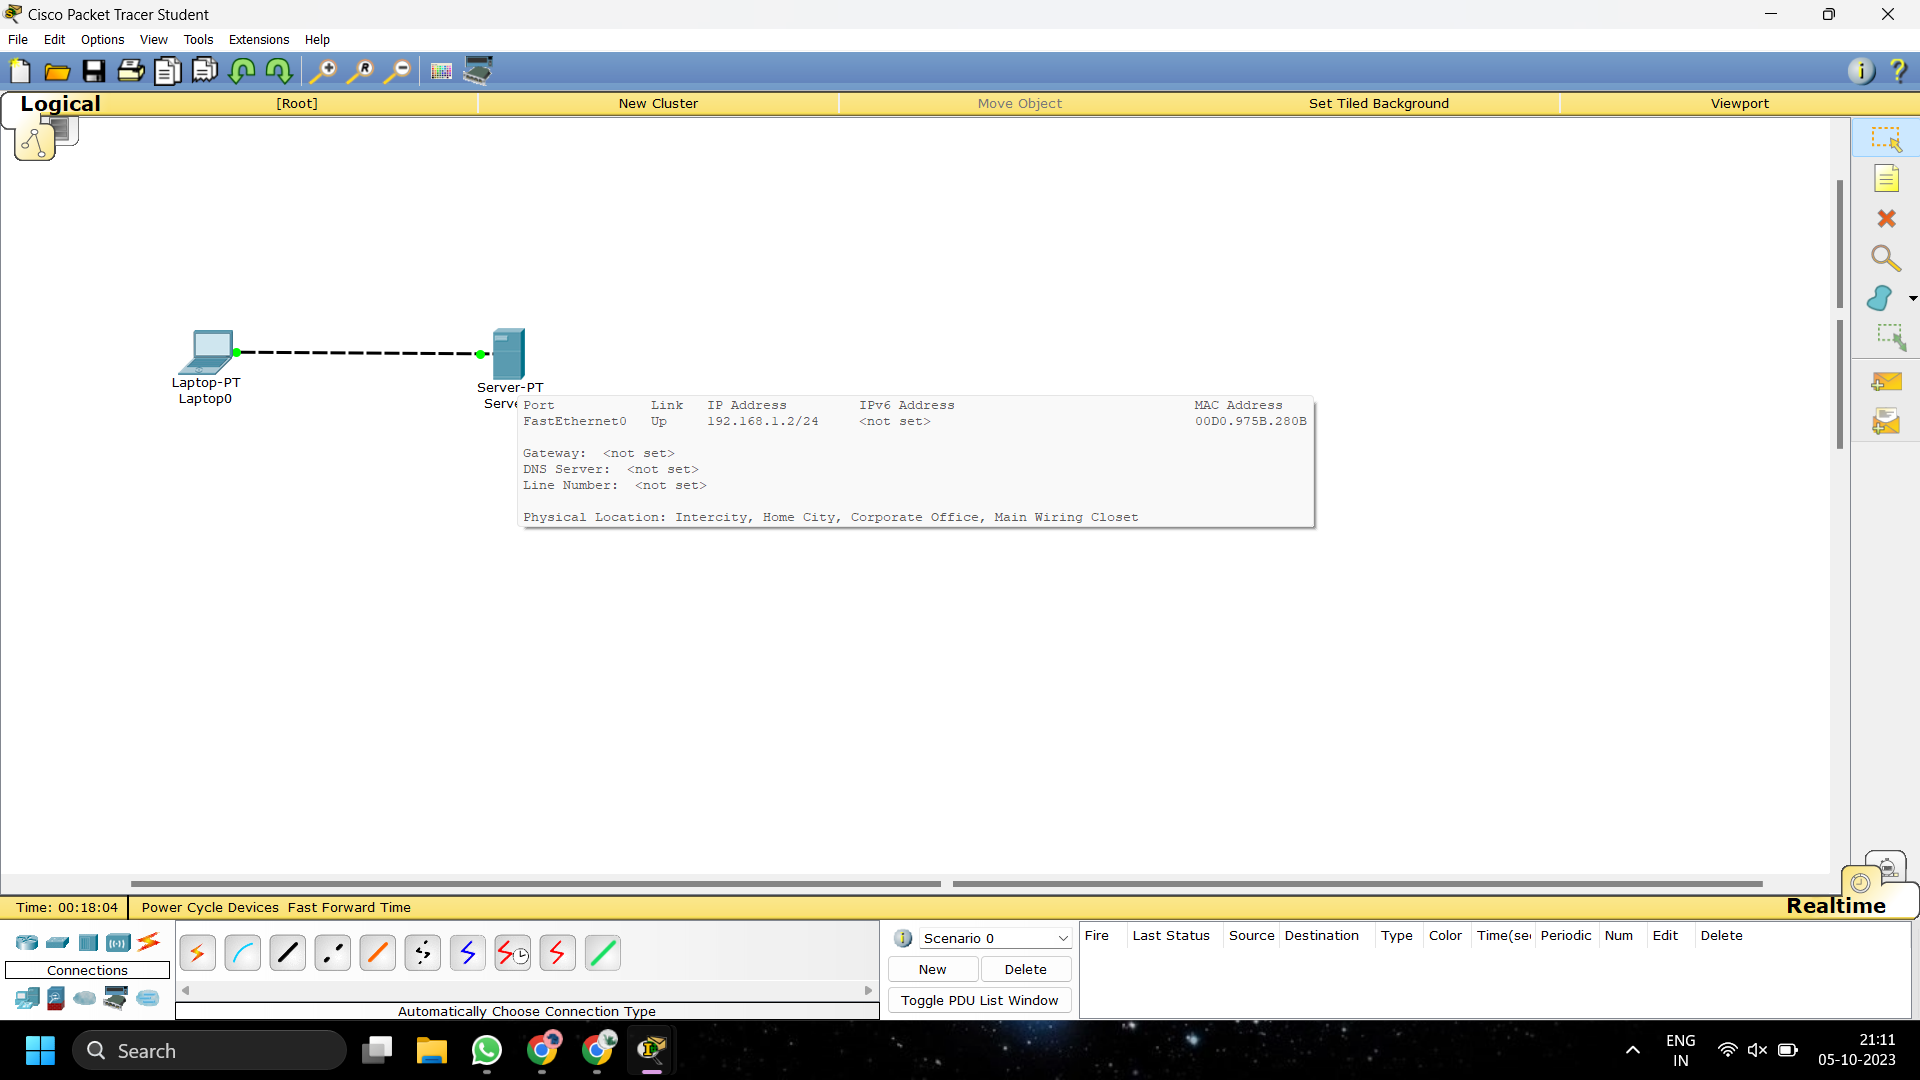 Cisco Packet Tracer Student
File Edit Options View Tools Extensions Help
Logical [Root] New Cluster Move Object Set Tiled Background Viewport
Laptop-PT
Laptop0
Server-PT
Serve
Port Link IP Address IPv6 Address MAC Address
FastEthernet0 Up 192.168.1.2/24 <not set> 00D0.975B.280B
Gateway: <not set>
DNS Server: <not set>
Line Number: <not set>
Physical Location: Intercity, Home City, Corporate Office, Main Wiring Closet
Time: 00:18:04 Power Cycle Devices Fast Forward Time Realtime
Connections
Automatically Choose Connection Type
Scenario 0
New Delete
Toggle PDU List Window
Fire Last Status Source Destination Type Color Time(sec Periodic Num Edit Delete
Search
ENG
IN
21:11
05-10-2023